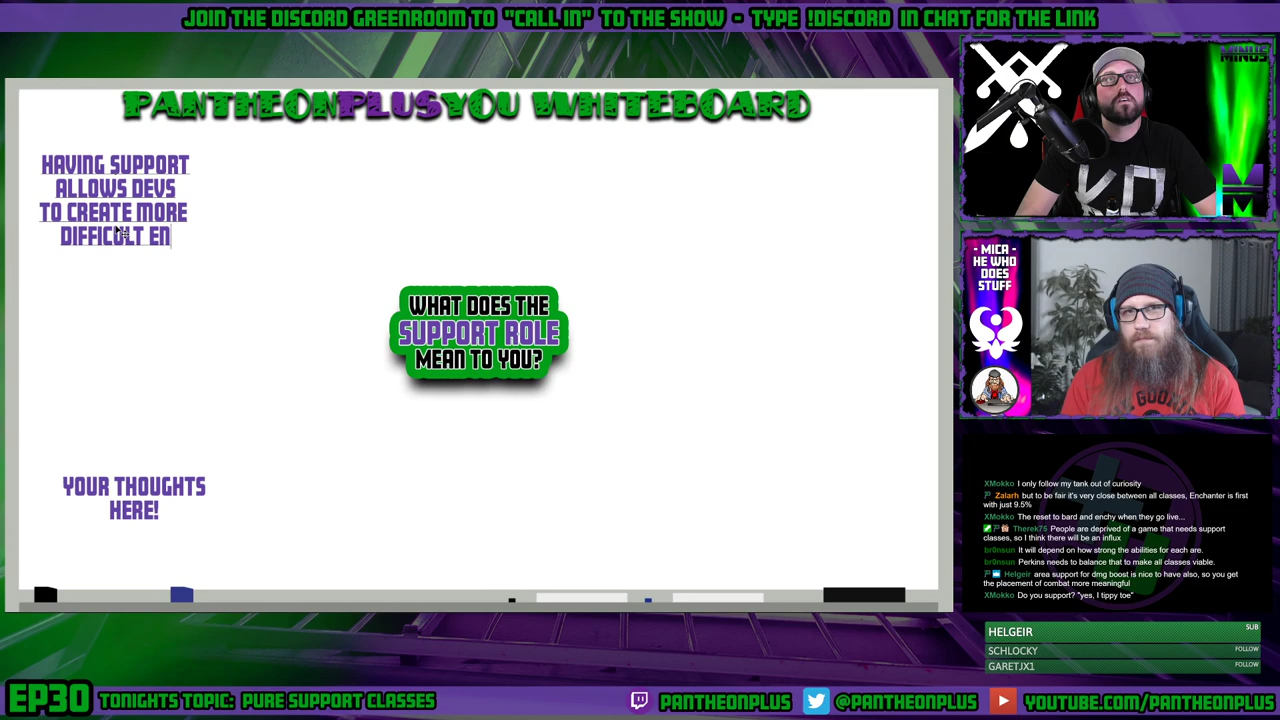 JOIN THE DISCORD GREENROOM TO "CALL IN" TO THE SHOW - TYPE !DISCORD IN CHAT FOR THE LINK
PANTHEONPLUSYOU WHITEBOARD
HAVING SUPPORT
ALLOWS DEVS
TO CREATE MORE
DIFFICULT EN
WHAT DOES THE
SUPPORT ROLE
MEAN TO YOU?
YOUR THOUGHTS
HERE!
MINUS
K.O
- MICA -
HE WHO
DOES
STUFF
XMokko I only follow my tank out of curiosity
Zalarh but to be fair it's very close between all classes, Enchanter is first
with just 9.5%
XMokko The reset to bard and enchy when they go live...
Therek75 People are deprived of a game that needs support
classes, so I think there will be an influx
br0nsun It will depend on how strong the abilities for each are.
br0nsun Perkins needs to balance that to make all classes viable.
Helgeir area support for dmg boost is nice to have also, so you get
the placement of combat more meaningful
XMokko Do you support? "yes, I tippy toe"
HELGEIR SUB
SCHLOCKY FOLLOW
GARETJX1 FOLLOW
EP30 TONIGHTS TOPIC: PURE SUPPORT CLASSES PANTHEONPLUS @PANTHEONPLUS YOUTUBE.COM/PANTHEONPLUS